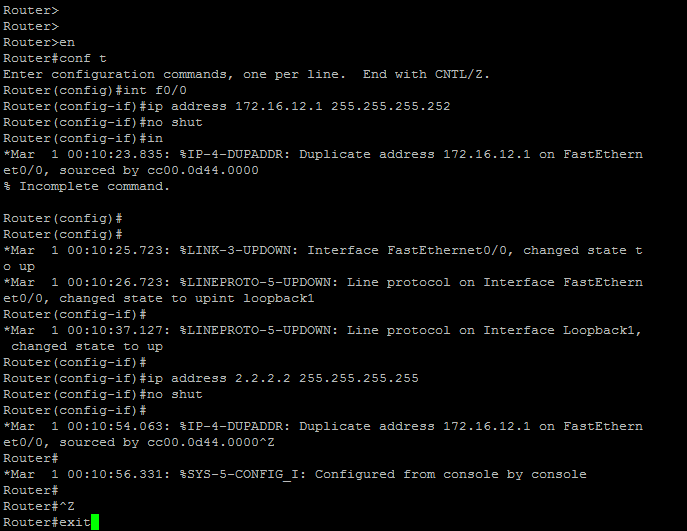 Router>
Router>
Router>en
Router#conf t
Enter configuration commands, one per line.  End with CNTL/Z.
Router(config)#int f0/0
Router(config-if)#ip address 172.16.12.1 255.255.255.252
Router(config-if)#no shut
Router(config-if)#in
*Mar  1 00:10:23.835: %IP-4-DUPADDR: Duplicate address 172.16.12.1 on FastEthern
et0/0, sourced by cc00.0d44.0000
% Incomplete command.

Router(config)#
Router(config)#
*Mar  1 00:10:25.723: %LINK-3-UPDOWN: Interface FastEthernet0/0, changed state t
o up
*Mar  1 00:10:26.723: %LINEPROTO-5-UPDOWN: Line protocol on Interface FastEthern
et0/0, changed state to upint loopback1
Router(config-if)#
*Mar  1 00:10:37.127: %LINEPROTO-5-UPDOWN: Line protocol on Interface Loopback1,
 changed state to up
Router(config-if)#
Router(config-if)#ip address 2.2.2.2 255.255.255.255
Router(config-if)#no shut
Router(config-if)#
*Mar  1 00:10:54.063: %IP-4-DUPADDR: Duplicate address 172.16.12.1 on FastEthern
et0/0, sourced by cc00.0d44.0000^Z
Router#
*Mar  1 00:10:56.331: %SYS-5-CONFIG_I: Configured from console by console
Router#
Router#^Z
Router#exit